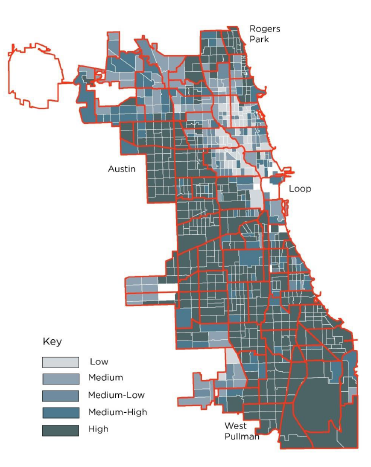 Rogers
Park
Austin
Loop
Key
Low
Medium
Medium-Low
Medium-High
High
West
Pullman